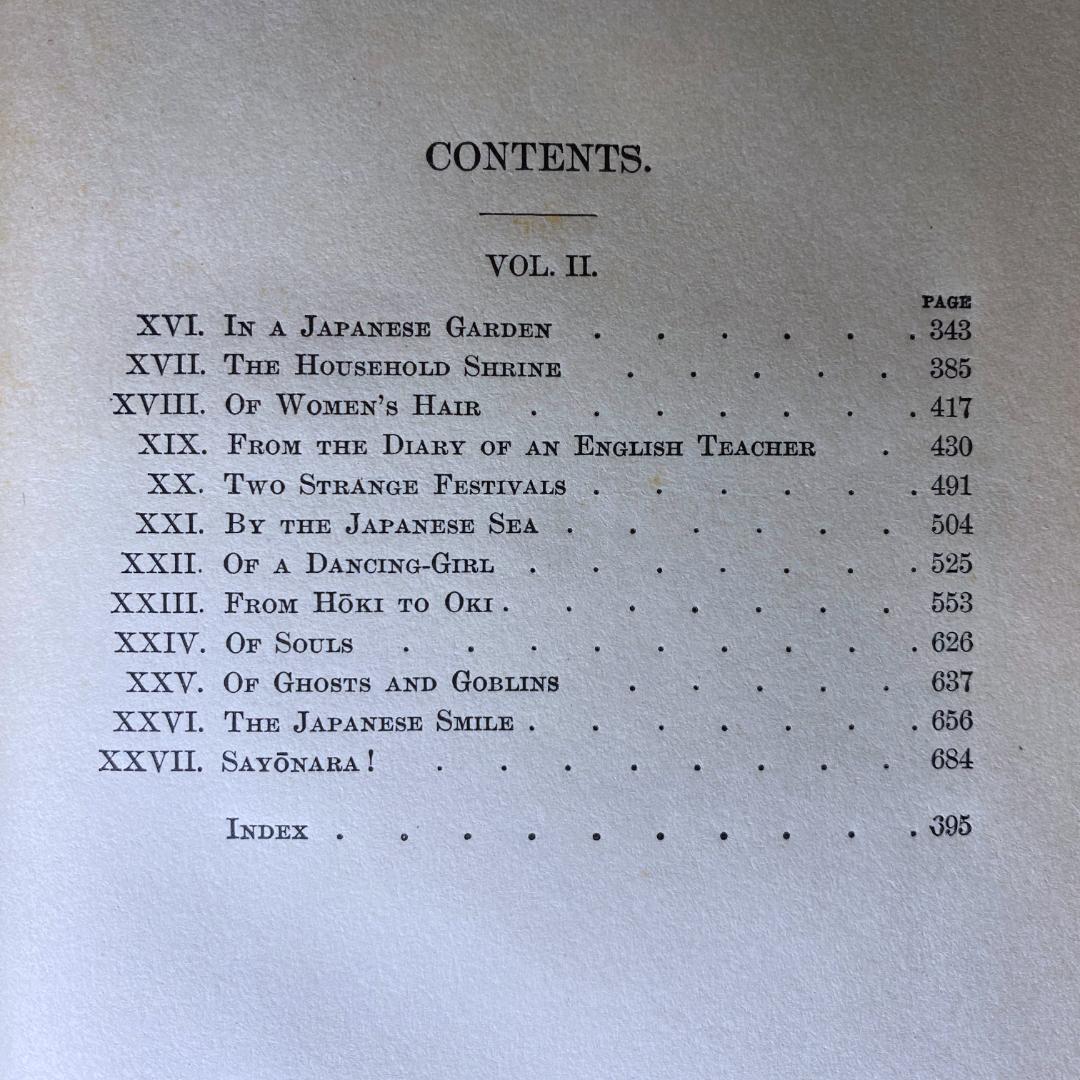 CONTENTS.
VOL. II.
PAGE
XVI. IN A JAPANESE GARDEN . . . . . . 343
XVII. THE HOUSEHOLD SHRINE . . . . . 385
XVIII. OF WOMEN'S HAIR . . . . . . . 417
XIX. FROM THE DIARY OF AN ENGLISH TEACHER . 430
XX. TWO STRANGE FESTIVALS . . . . . . 491
XXI. BY THE JAPANESE SEA . . . . . . 504
XXII. OF A DANCING-GIRL . . . . . . . 525
XXIII. FROM HŌKI TO OKI . . . . . . . 553
XXIV. OF SOULS . . . . . . . . . 626
XXV. OF GHOSTS AND GOBLINS . . . . . 637
XXVI. THE JAPANESE SMILE . . . . . . . 656
XXVII. SAYŌNARA ! . . . . . . . . 684
INDEX . . . . . . . . . . 395